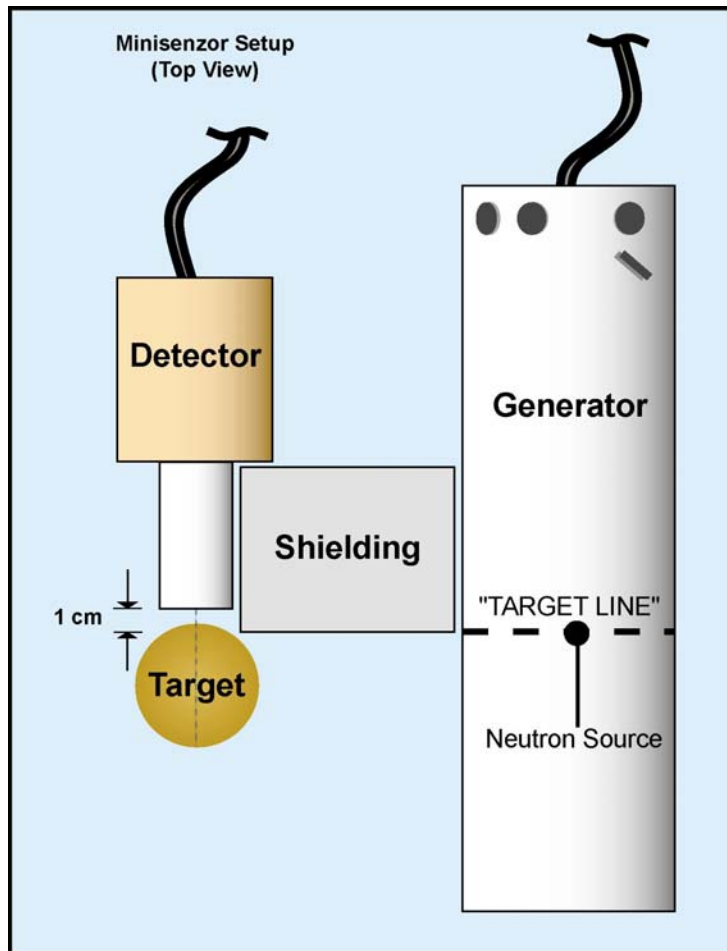 Minisenzor Setup
(Top View)
Detector
Generator
Shielding
"TARGET LINE"
1 cm
Target
Neutron Source